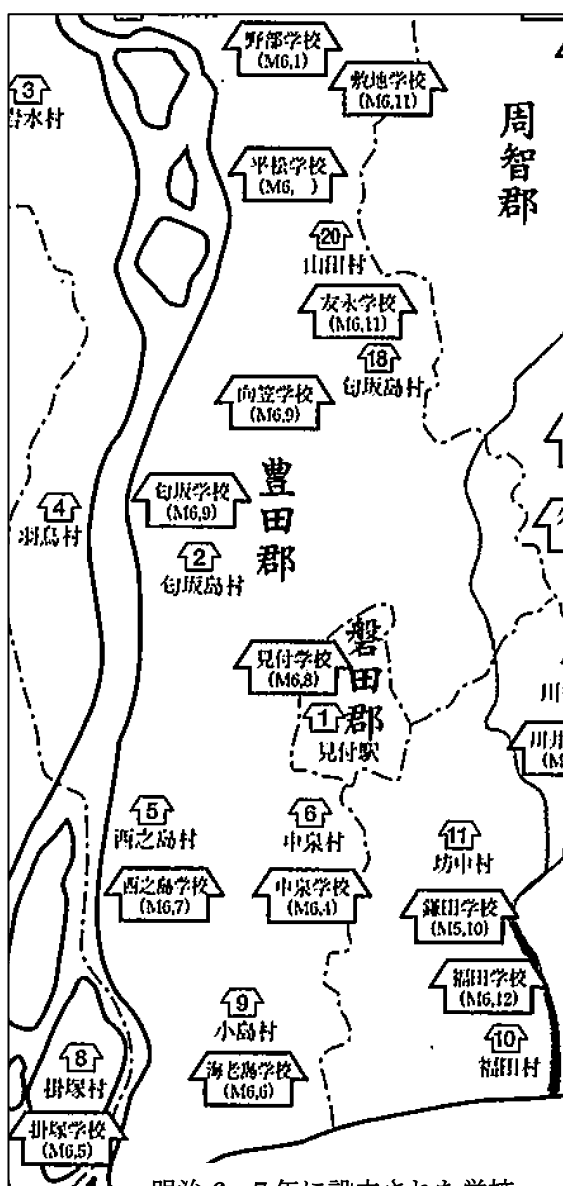 野部学校
(M6,1)
敷地学校
(M6,11)
3
岩水村
周智郡
平松学校
(M6, )
20
山田村
友永学校
(M6,11)
18
匂坂島村
向笠学校
(M6,9)
豊田郡
匂坂学校
(M6,9)
4
羽鳥村
2
匂坂島村
磐田郡
見付学校
(M6,8)
1
見付駅
川井
(M
5
西之島村
6
中泉村
11
坊中村
西之島学校
(M6,7)
中泉学校
(M6,4)
鎌田学校
(M5,10)
福田学校
(M6,12)
9
小島村
10
福田村
8
掛塚村
海老島学校
(M6,6)
掛塚学校
(M6,5)